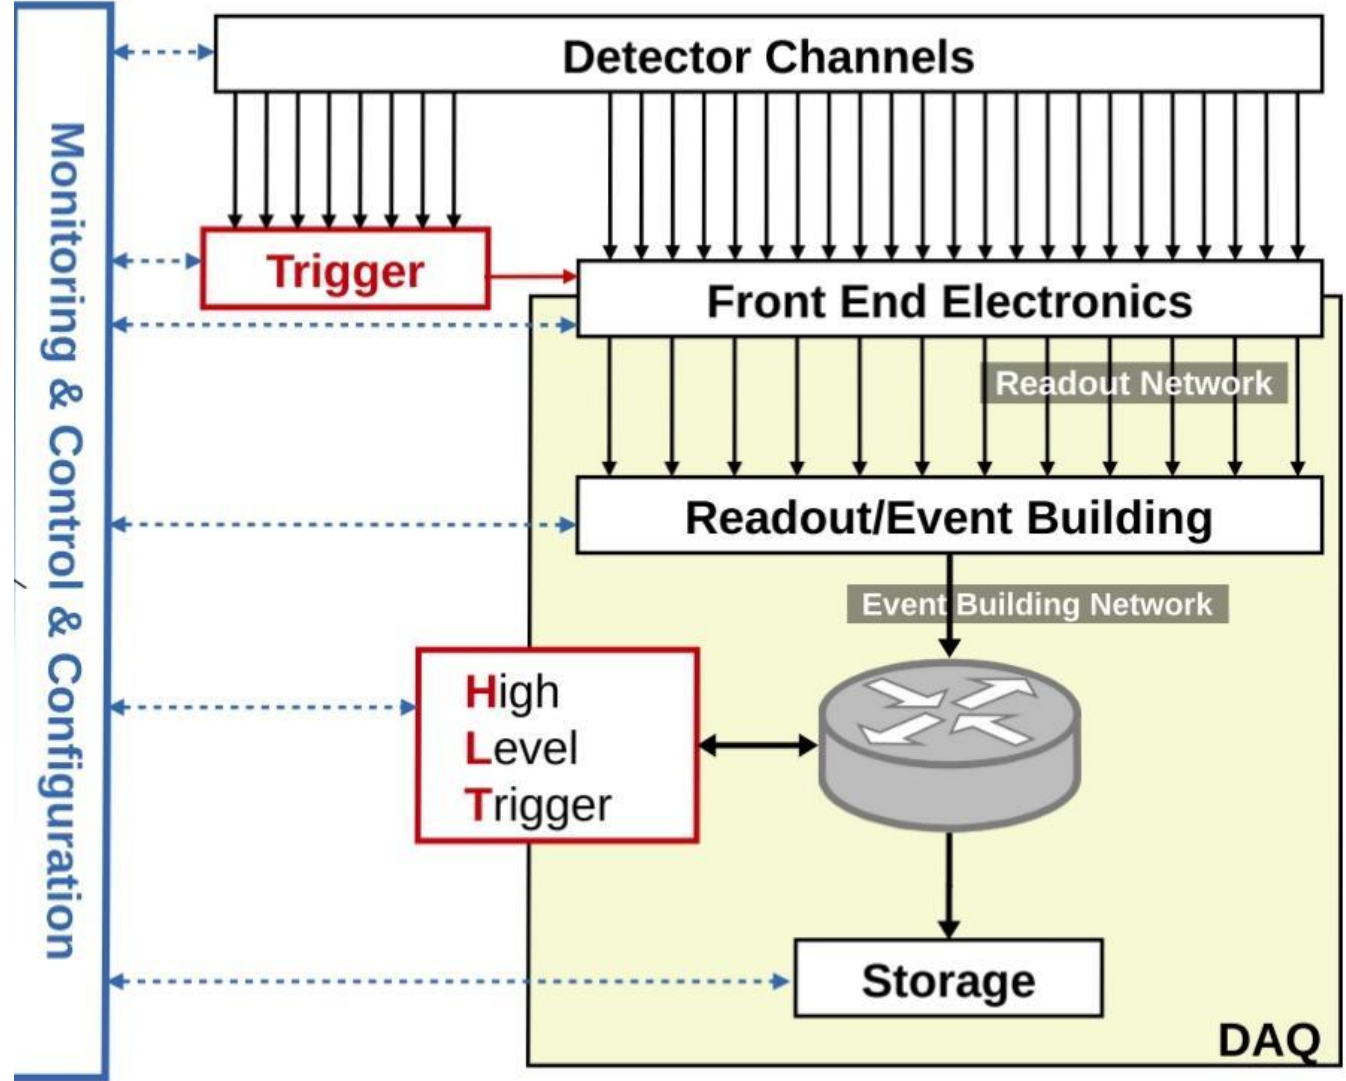 Monitoring & Control & Configuration
Detector Channels
Trigger
Front End Electronics
Readout Network
Readout/Event Building
Event Building Network
High
Level
Trigger
Storage
DAQ